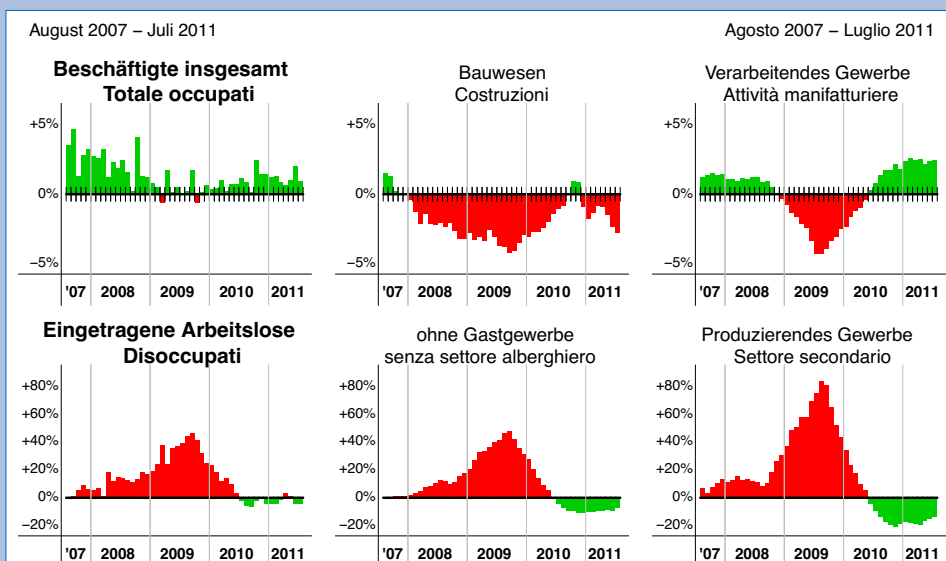 August 2007 – Juli 2011
Agosto 2007 – Luglio 2011
Beschäftigte insgesamt
Totale occupati
+5%
0%
–5%
'07 2008 2009 2010 2011
Bauwesen
Costruzioni
+5%
0%
–5%
'07 2008 2009 2010 2011
Verarbeitendes Gewerbe
Attività manifatturiere
+5%
0%
–5%
'07 2008 2009 2010 2011
Eingetragene Arbeitslose
Disoccupati
+80%
+60%
+40%
+20%
0%
–20%
'07 2008 2009 2010 2011
ohne Gastgewerbe
senza settore alberghiero
+80%
+60%
+40%
+20%
0%
–20%
'07 2008 2009 2010 2011
Produzierendes Gewerbe
Settore secondario
+80%
+60%
+40%
+20%
0%
–20%
'07 2008 2009 2010 2011